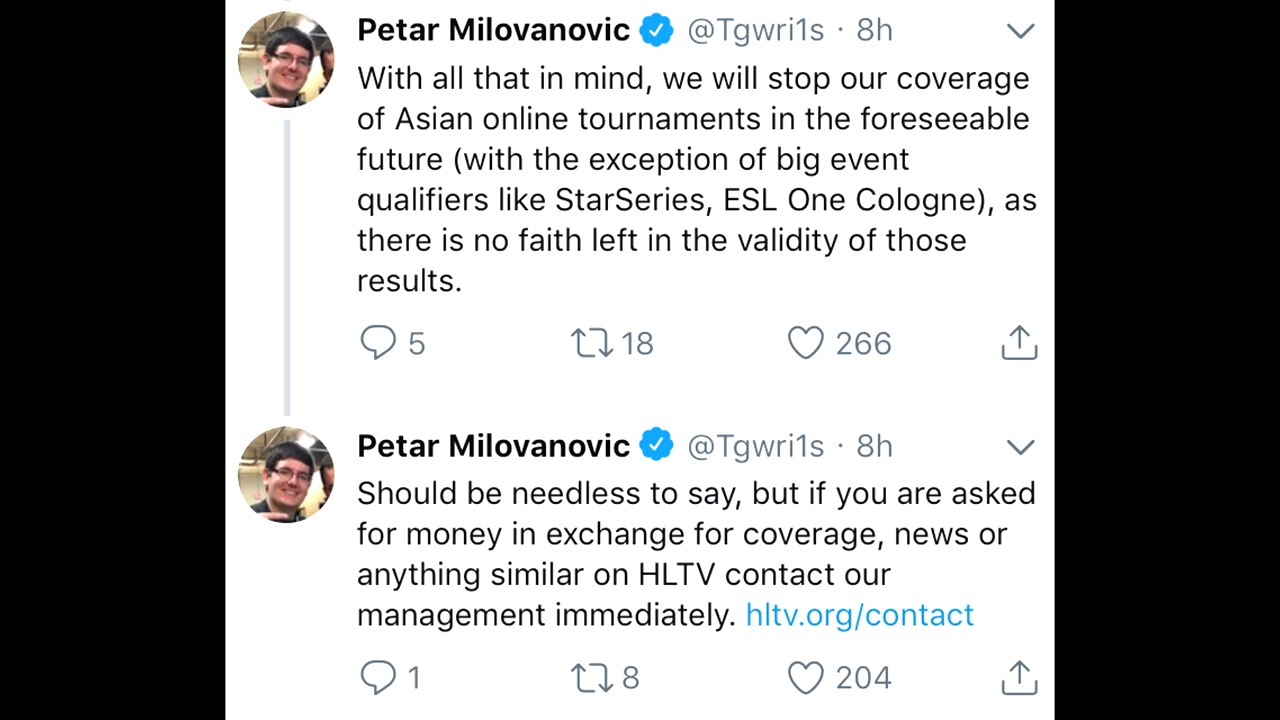 Petar Milovanovic @Tgwri1s · 8h
With all that in mind, we will stop our coverage
of Asian online tournaments in the foreseeable
future (with the exception of big event
qualifiers like StarSeries, ESL One Cologne), as
there is no faith left in the validity of those
results.
5 18 266
Petar Milovanovic @Tgwri1s · 8h
Should be needless to say, but if you are asked
for money in exchange for coverage, news or
anything similar on HLTV contact our
management immediately. hltv.org/contact
1 8 204